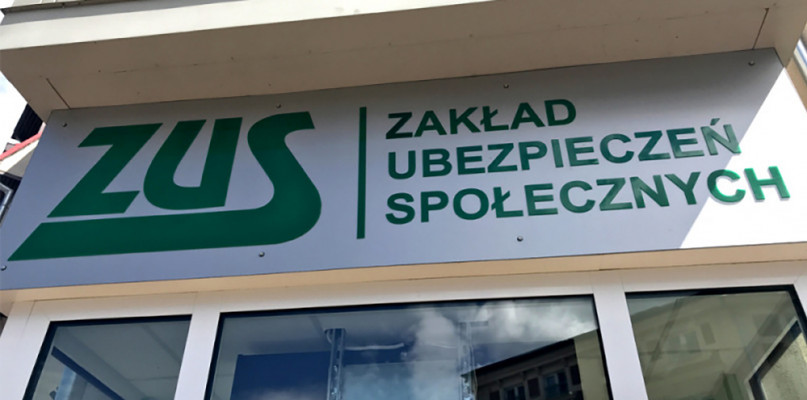 ZUS
ZAKŁAD
UBEZPIECZEŃ
SPOŁECZNYCH